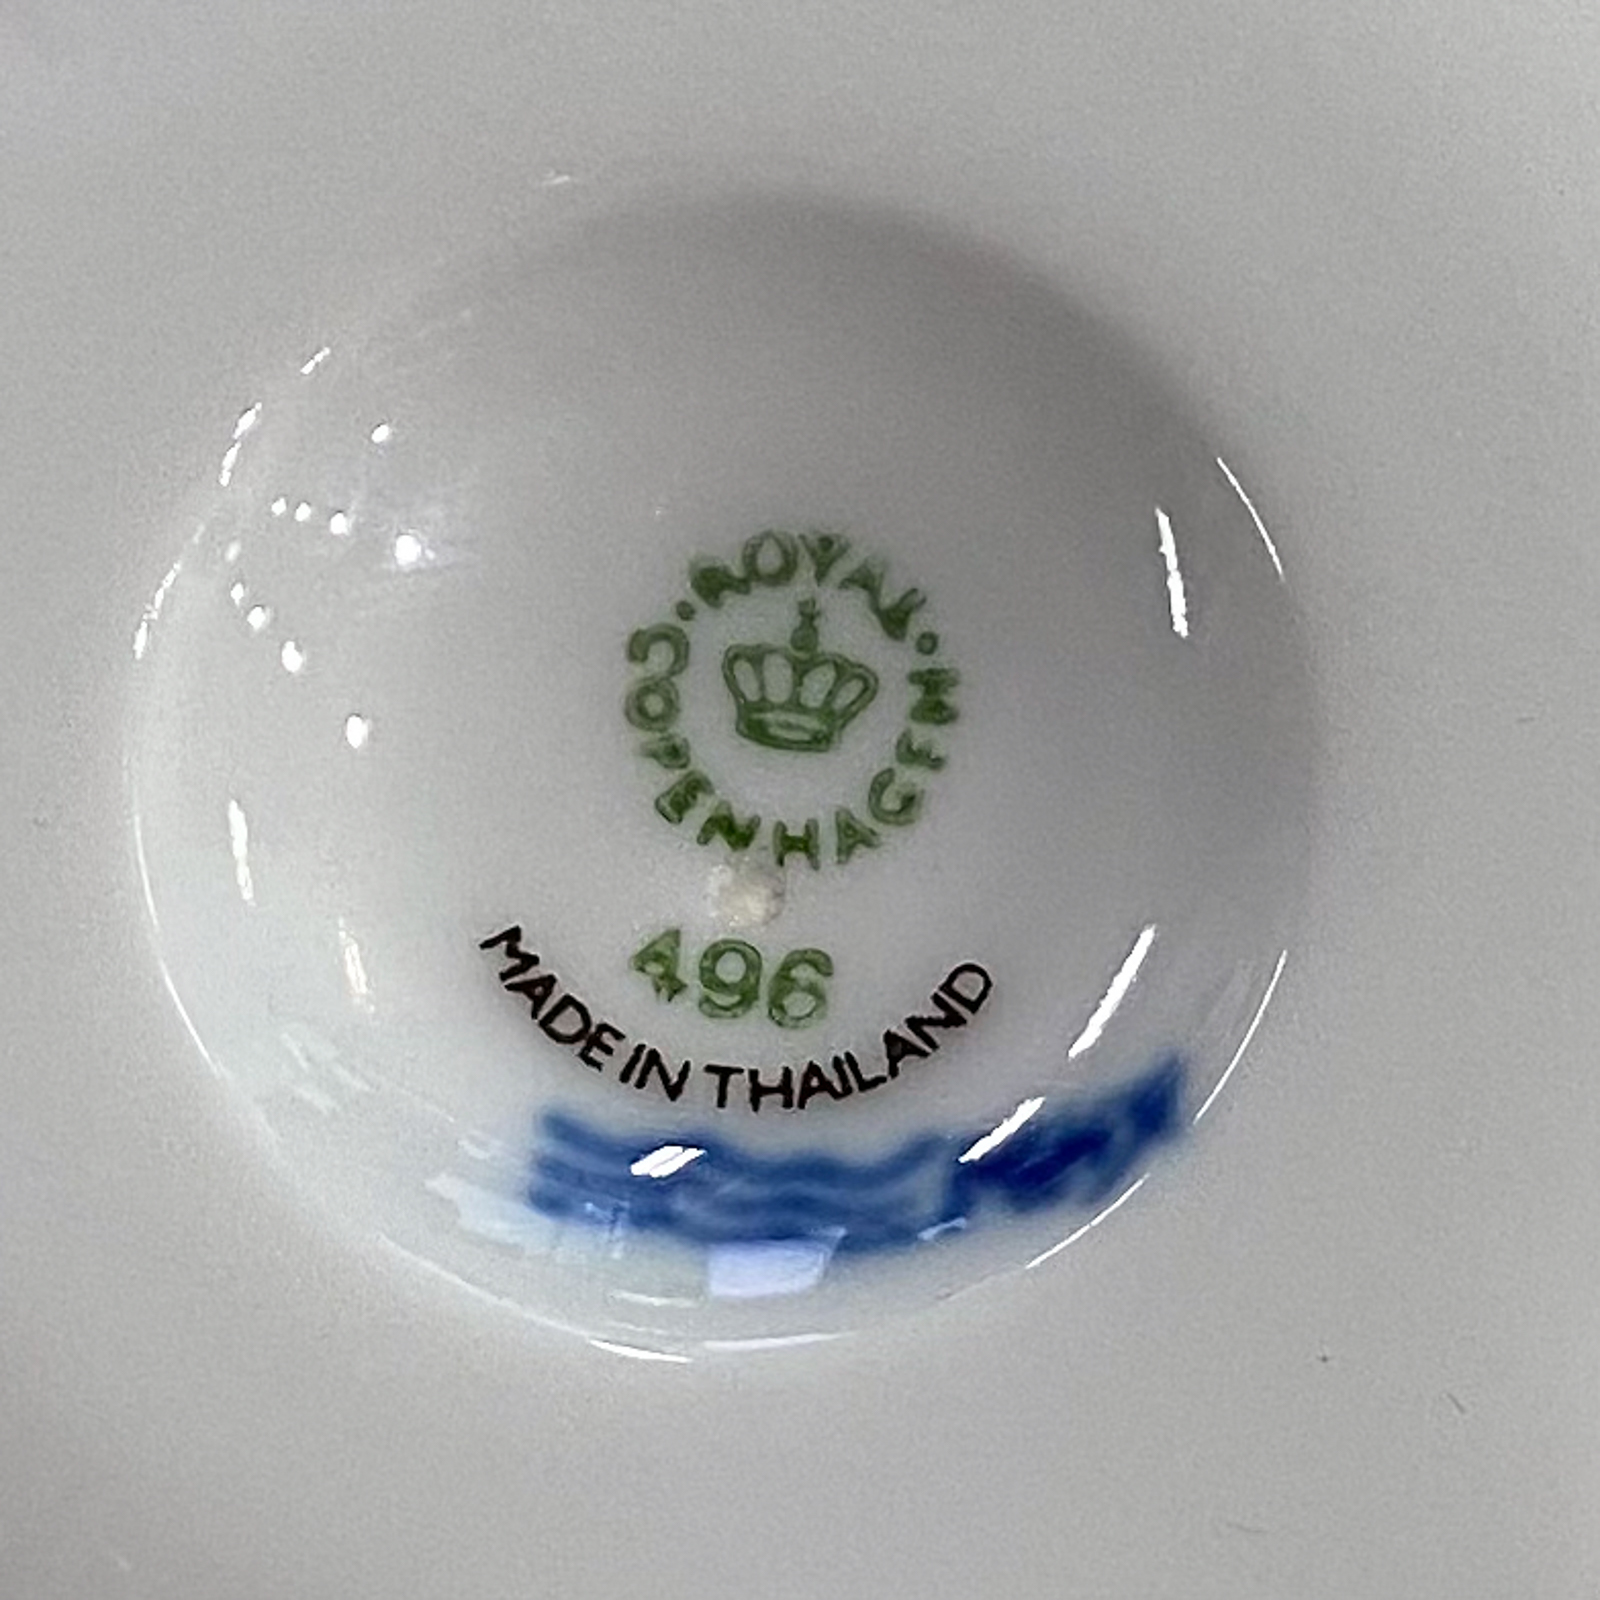 ROYAL
COPENHAGEN
496
MADE IN THAILAND